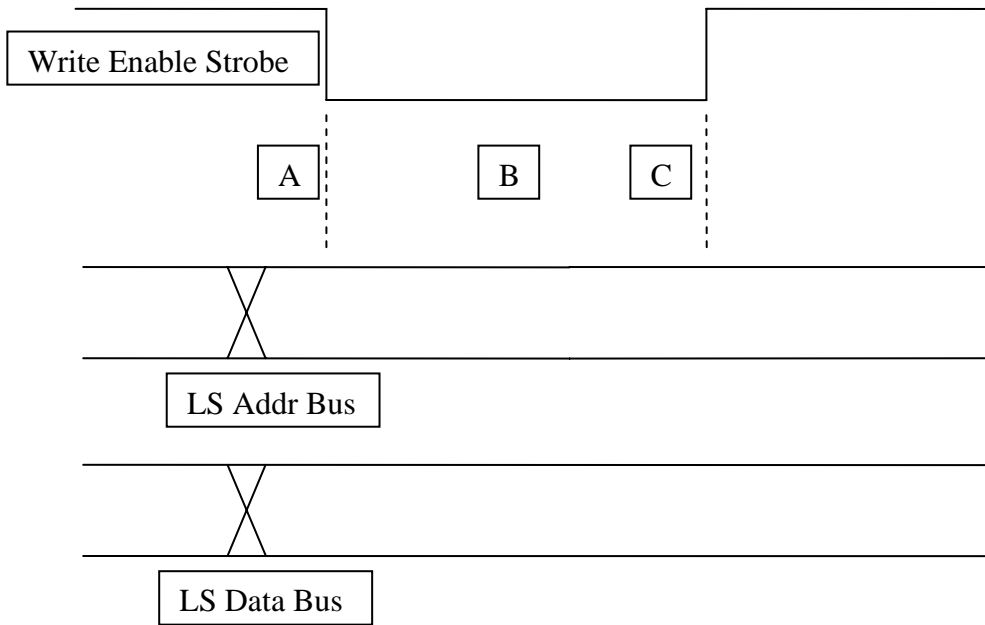 Write Enable Strobe
A
B
C
LS Addr Bus
LS Data Bus